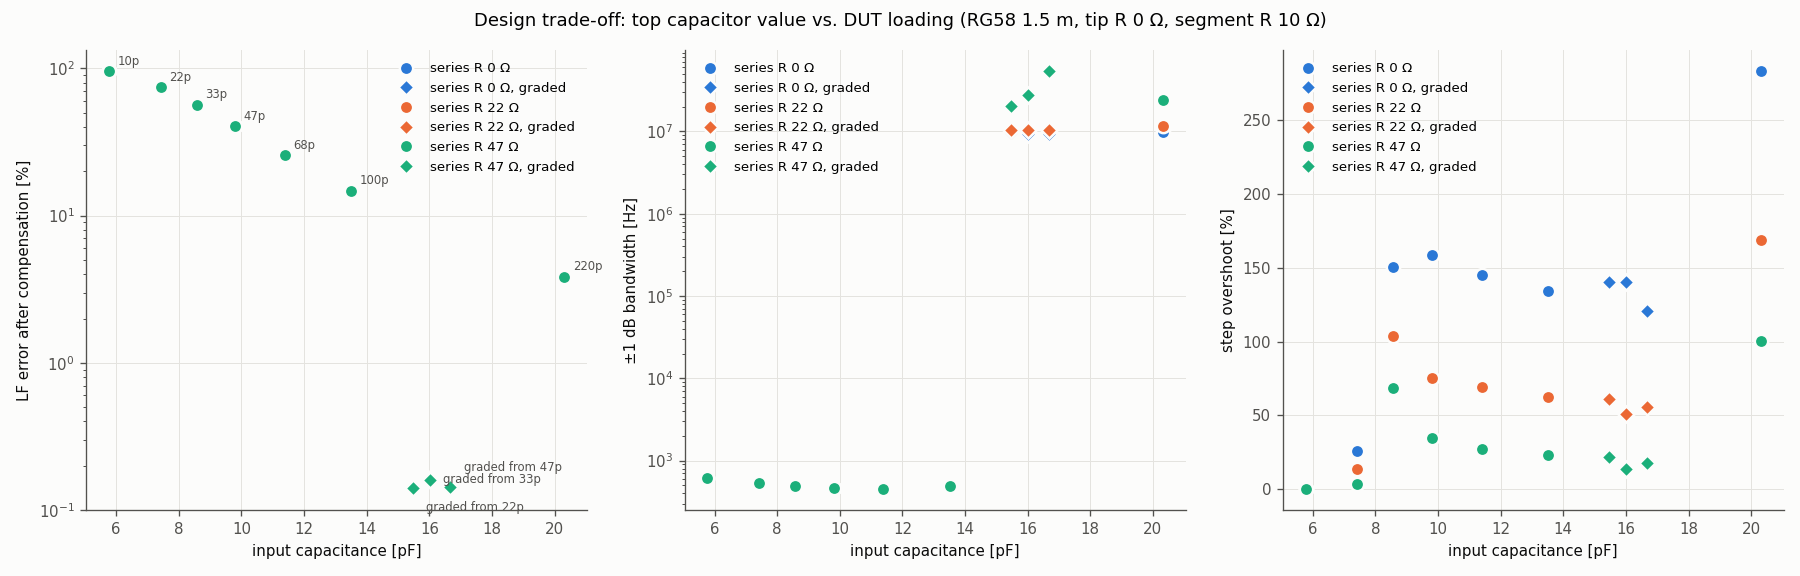 Design trade-off: top capacitor value vs. DUT loading (RG58 1.5 m, tip R 0 Ω, segment R 10 Ω)
LF error after compensation [%]
10²
10¹
10⁰
10⁻¹
10p
22p
33p
47p
68p
100p
220p
graded from 47p
graded from 33p
graded from 22p
series R 0 Ω
series R 0 Ω, graded
series R 22 Ω
series R 22 Ω, graded
series R 47 Ω
series R 47 Ω, graded
6 8 10 12 14 16 18 20
input capacitance [pF]
±1 dB bandwidth [Hz]
10⁷
10⁶
10⁵
10⁴
10³
series R 0 Ω
series R 0 Ω, graded
series R 22 Ω
series R 22 Ω, graded
series R 47 Ω
series R 47 Ω, graded
6 8 10 12 14 16 18 20
input capacitance [pF]
step overshoot [%]
250
200
150
100
50
0
series R 0 Ω
series R 0 Ω, graded
series R 22 Ω
series R 22 Ω, graded
series R 47 Ω
series R 47 Ω, graded
6 8 10 12 14 16 18 20
input capacitance [pF]